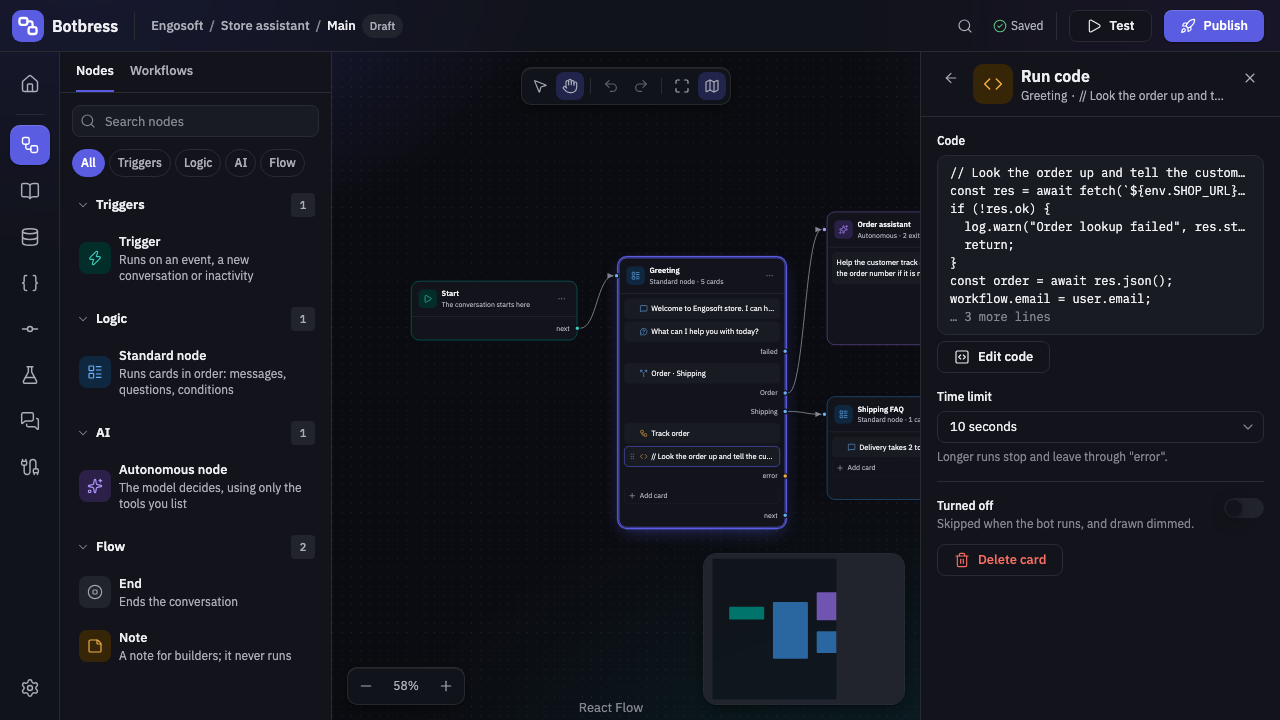 Botbress
Engosoft / Store assistant / Main Draft
Saved
Test
Publish
Nodes Workflows
Search nodes
All Triggers Logic AI Flow
Triggers 1
Trigger
Runs on an event, a new
conversation or inactivity
Logic 1
Standard node
Runs cards in order: messages,
questions, conditions
AI 1
Autonomous node
The model decides, using only the
tools you list
Flow 2
End
Ends the conversation
Note
A note for builders; it never runs
Start
The conversation starts here
next
Greeting
Standard node · 5 cards
Welcome to Engosoft store. I can h...
What can I help you with today?
failed
Order · Shipping
Order
Shipping
Track order
// Look the order up and tell the cu...
error
Add card
next
Order assistant
Autonomous · 2 exit
Help the customer track
the order number if it is n
Shipping FAQ
Standard node · 1 ca
Delivery takes 2 to
Add card
58%
React Flow
Run code
Greeting · // Look the order up and t...
Code
// Look the order up and tell the custom…
const res = await fetch(`${env.SHOP_URL}…
if (!res.ok) {
log.warn("Order lookup failed", res.st…
return;
}
const order = await res.json();
workflow.email = user.email;
… 3 more lines
Edit code
Time limit
10 seconds
Longer runs stop and leave through "error".
Turned off
Skipped when the bot runs, and drawn dimmed.
Delete card